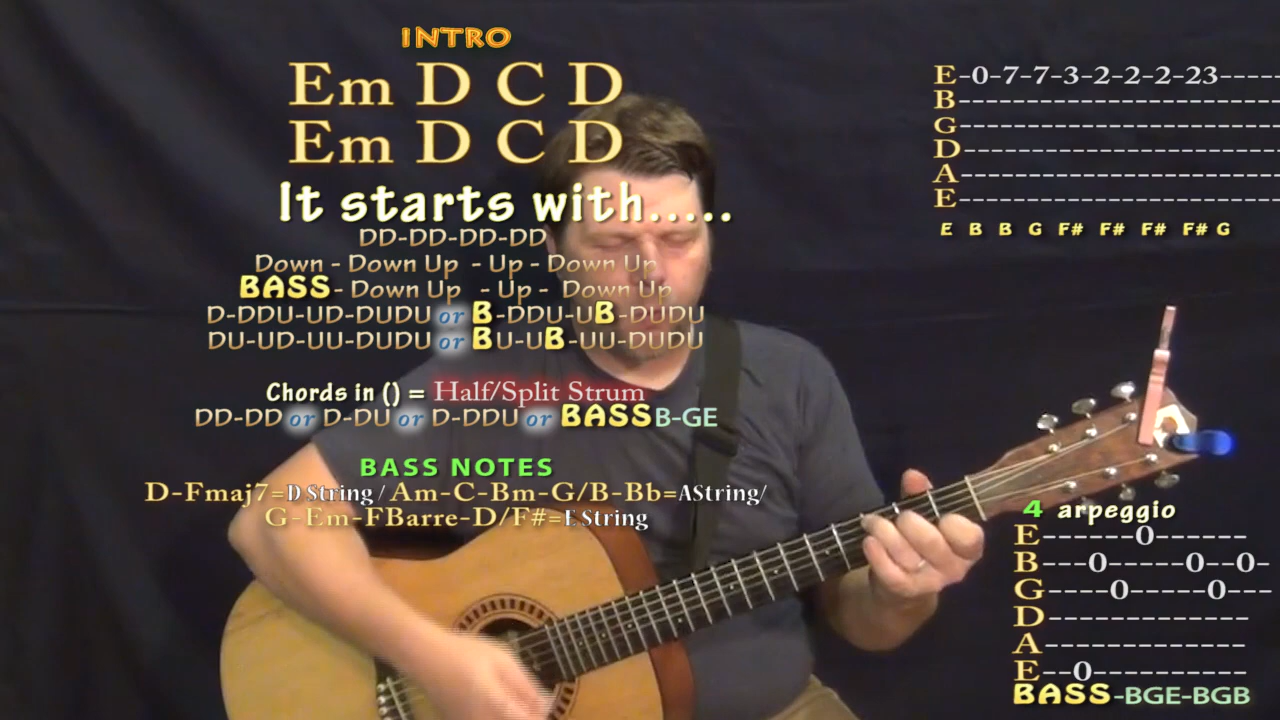 INTRO
Em D C D
Em D C D
It starts with.....
DD-DD-DD-DD
Down - Down Up - Up - Down Up
BASS - Down Up - Up - Down Up
D-DDU-UD-DUDU or B-DDU-UB-DUDU
DU-UD-UU-DUDU or BU-UB-UU-DUDU
Chords in () = Half/Split Strum
DD-DD or D-DU or D-DDU or BASS B-GE
BASS NOTES
D-Fmaj7=D String / Am-C-Bm-G/B-Bb=AString/
G-Em-FBarre-D/F#=E String
E-0-7-7-3-2-2-2-23-----
B----------------------
G----------------------
D----------------------
A----------------------
E----------------------
E B B G F# F# F# F# G
4 arpeggio
E------0------
B---0-----0--0-
G----0-----0---
D-------------
A-------------
E--0----------
BASS-BGE-BGB